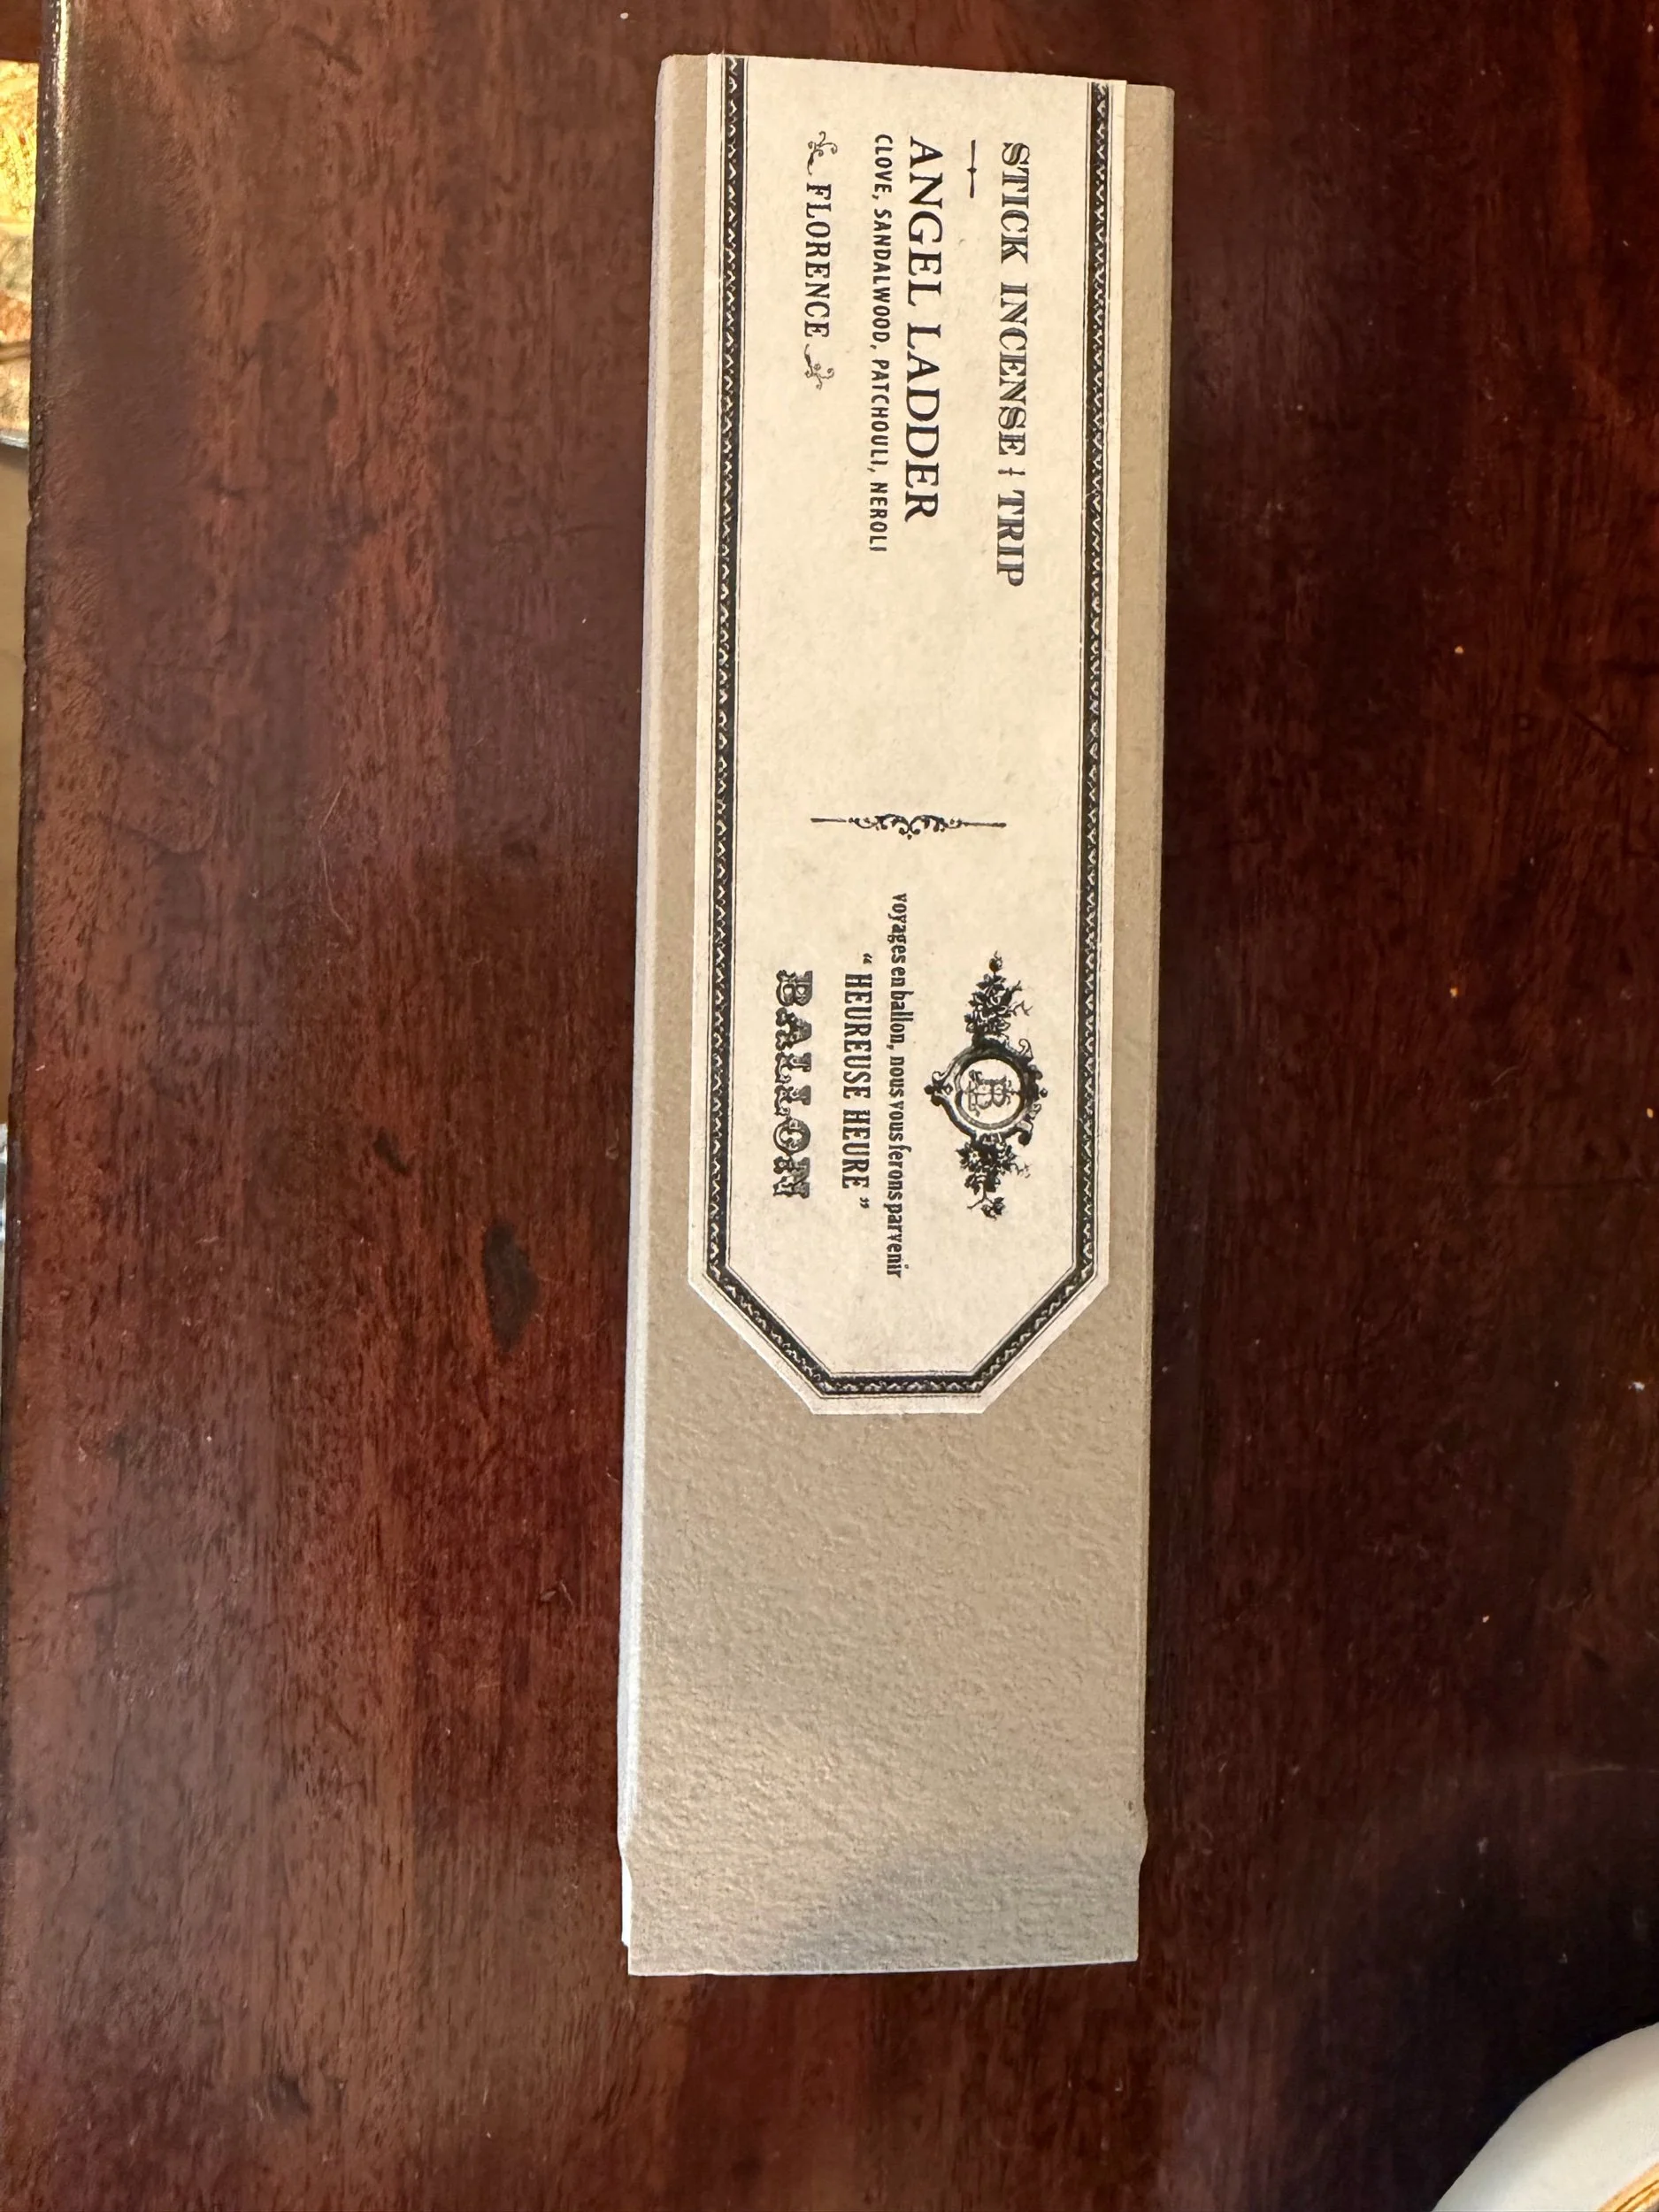 STICK INCENSE TRIP
ANGEL LADDER
CLOVE, SANDALWOOD, PATCHOULI, NEROLI
FLORENCE
B
voyages en ballon, nous vous ferons parvenir
“HEUREUSE HEURE”
BALLON